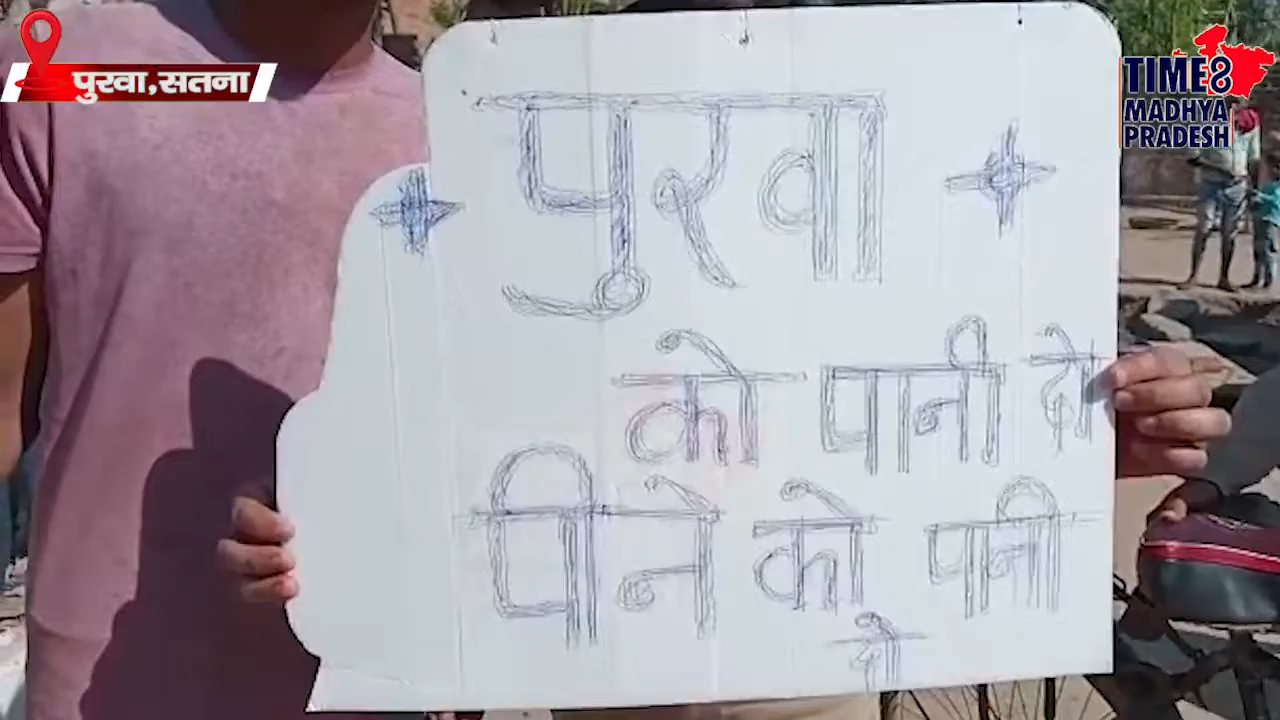 पुरवा,सतना
TIME8
MADHYA
PRADESH
पुरवा
को पानी दो
पीने को पानी
दो